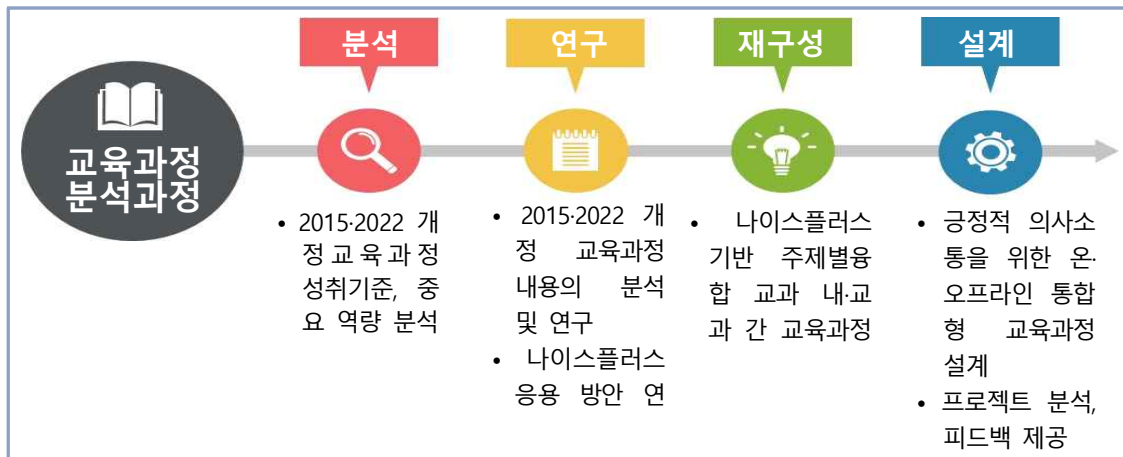 교육과정
분석과정
분석
• 2015·2022 개
정교육과정
성취기준, 중
요 역량 분석
연구
• 2015·2022 개
정 교육과정
내용의 분석
및 연구
• 나이스플러스
응용 방안 연
재구성
• 나이스플러스
기반 주제별융
합 교과 내·교
과 간 교육과정
설계
• 긍정적 의사소
통을 위한 온·
오프라인 통합
형 교육과정
설계
• 프로젝트 분석,
피드백 제공